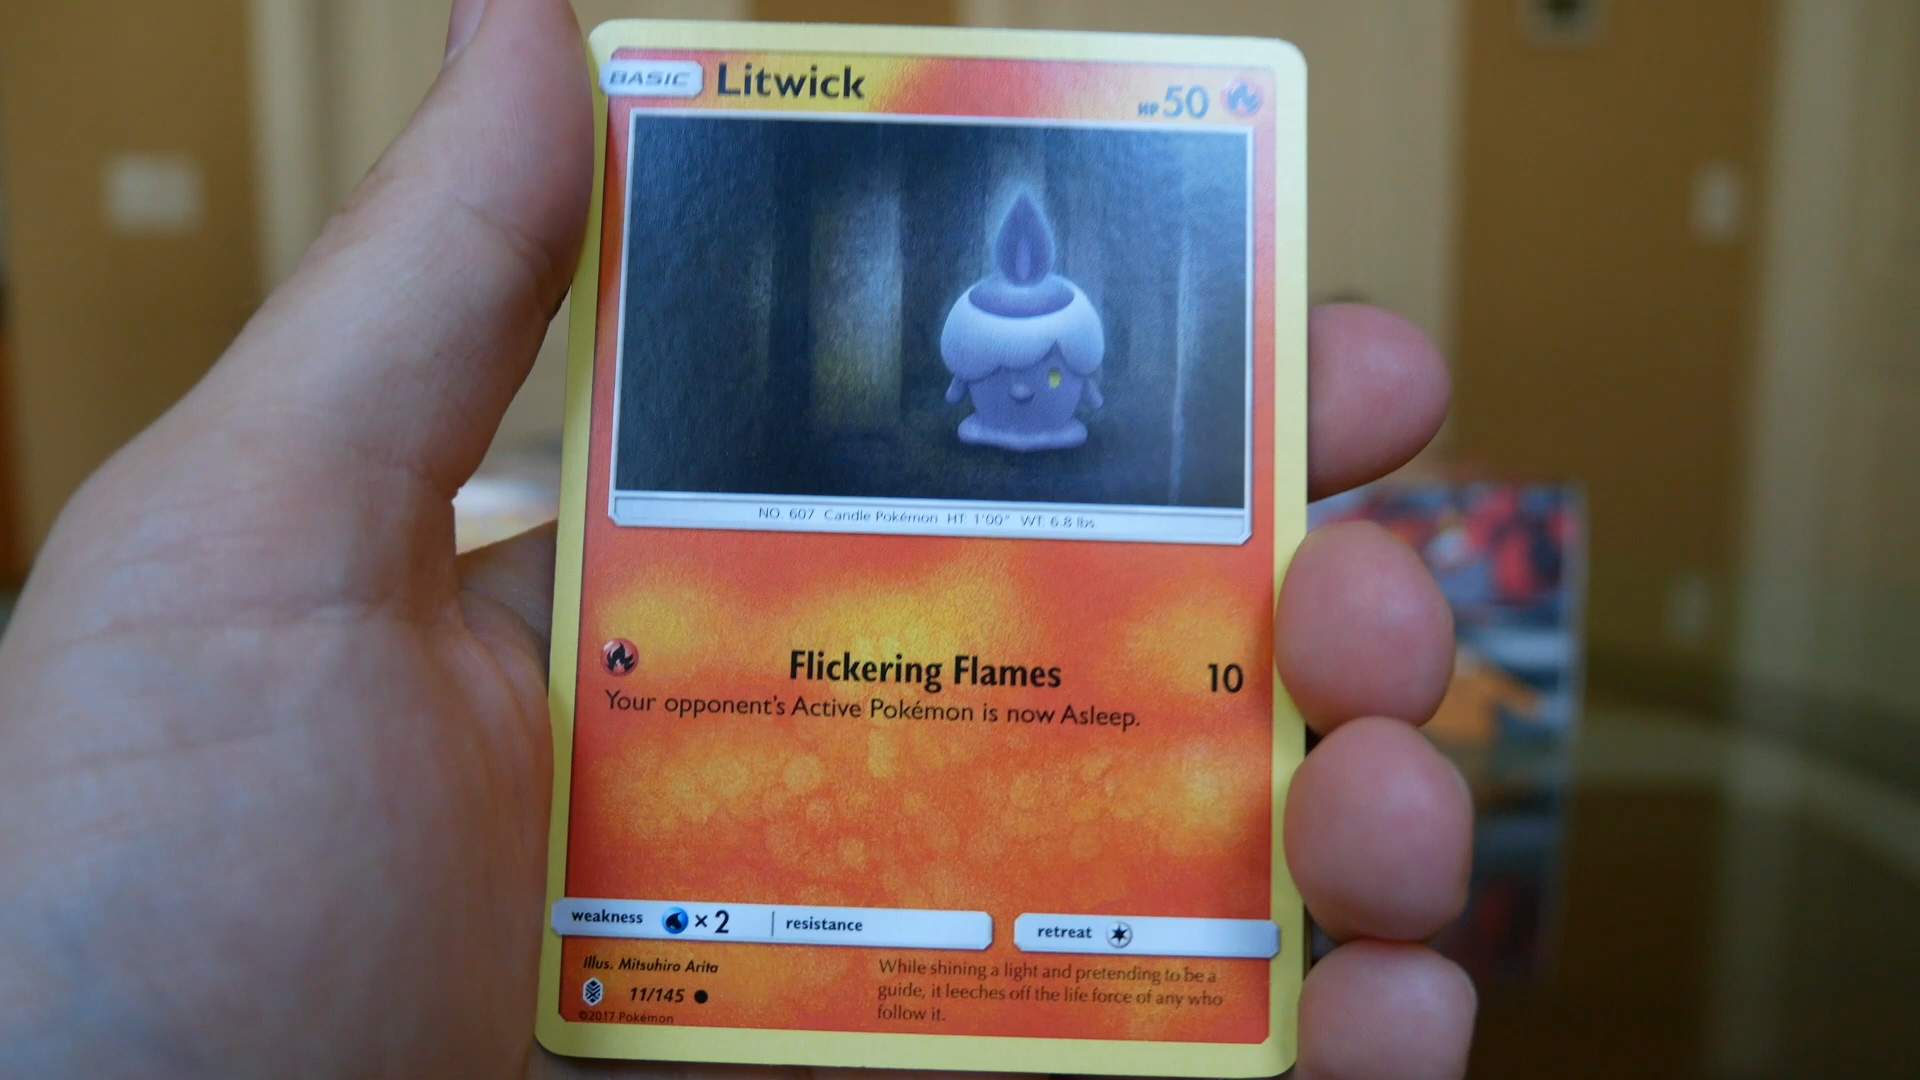 BASIC Litwick HP 50
NO. 607 Candle Pokémon HT: 1'00" WT: 6.8 lbs.
Flickering Flames 10
Your opponent's Active Pokémon is now Asleep.
weakness ×2 resistance retreat
Illus. Mitsuhiro Arita
11/145
©2017 Pokémon
While shining a light and pretending to be a
guide, it leeches off the life force of any who
follow it.